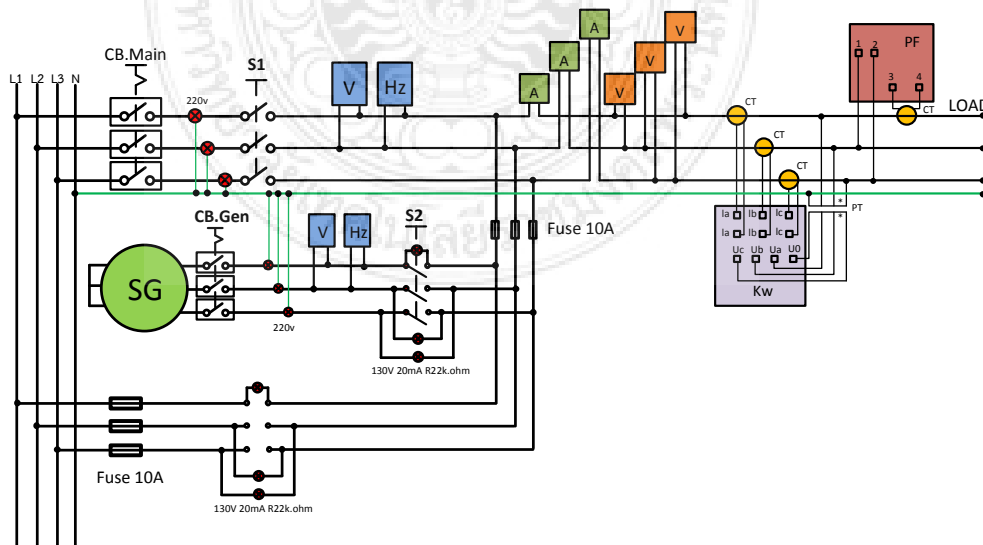 CB.Main
L1 L2 L3 N
220v
S1
V Hz
A A A
V V V
1 2 PF
3 4
CT
LOAD
CT
CT
CT
PT
*
*
Ia Ib Ic
Ia Ib Ic
Uc Ub Ua U0
Kw
CB.Gen
V Hz
S2
Fuse 10A
SG
220v
130V 20mA R22k.ohm
Fuse 10A
130V 20mA R22k.ohm